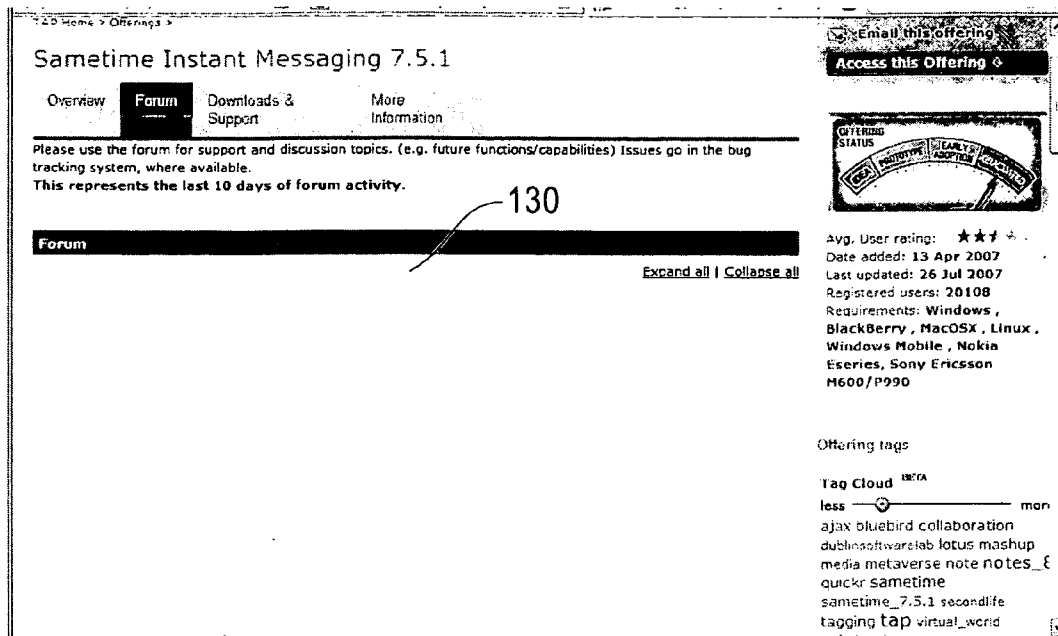 TAP Home > Offerings >
Sametime Instant Messaging 7.5.1
Overview
Forum
Downloads & Support
More Information
Please use the forum for support and discussion topics. (e.g. future functions/capabilities) Issues go in the bug
tracking system, where available.
This represents the last 10 days of forum activity.
130
Forum
Expand all | Collapse all
Email this offering
Access this Offering
OFFERING
STATUS
IDEA
PROTOTYPE
EARLY
ADOPTION
Avg. User rating:
Date added: 13 Apr 2007
Last updated: 26 Jul 2007
Registered users: 20108
Requirements: Windows ,
BlackBerry , MacOSX , Linux ,
Windows Mobile , Nokia
Eseries, Sony Ericsson
M600/P990
Offering tags
Tag Cloud BETA
less mor
ajax bluebird collaboration
dublinsoftwarelab lotus mashup
media metaverse note notes_8
quickr sametime
sametime_7.5.1 secondlife
tagging tap virtual_world